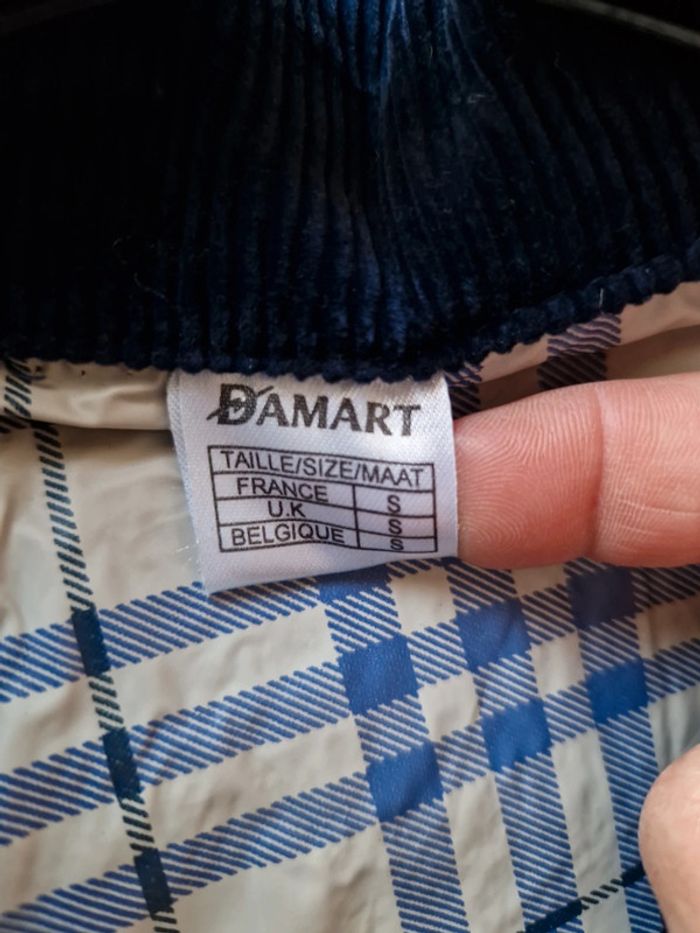 DAMART
TAILLE/SIZE/MAAT
FRANCE S
U.K S
BELGIQUE S